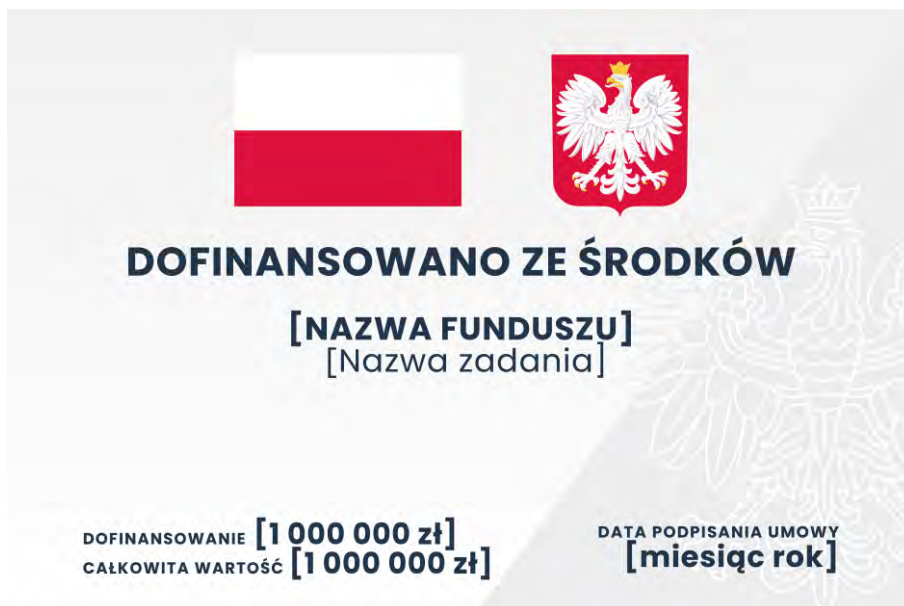 DOFINANSOWANO ZE ŚRODKÓW
[NAZWA FUNDUSZU]
[Nazwa zadania]
DOFINANSOWANIE [1 000 000 zł]
CAŁKOWITA WARTOŚĆ [1 000 000 zł]
DATA PODPISANIA UMOWY
[miesiąc rok]